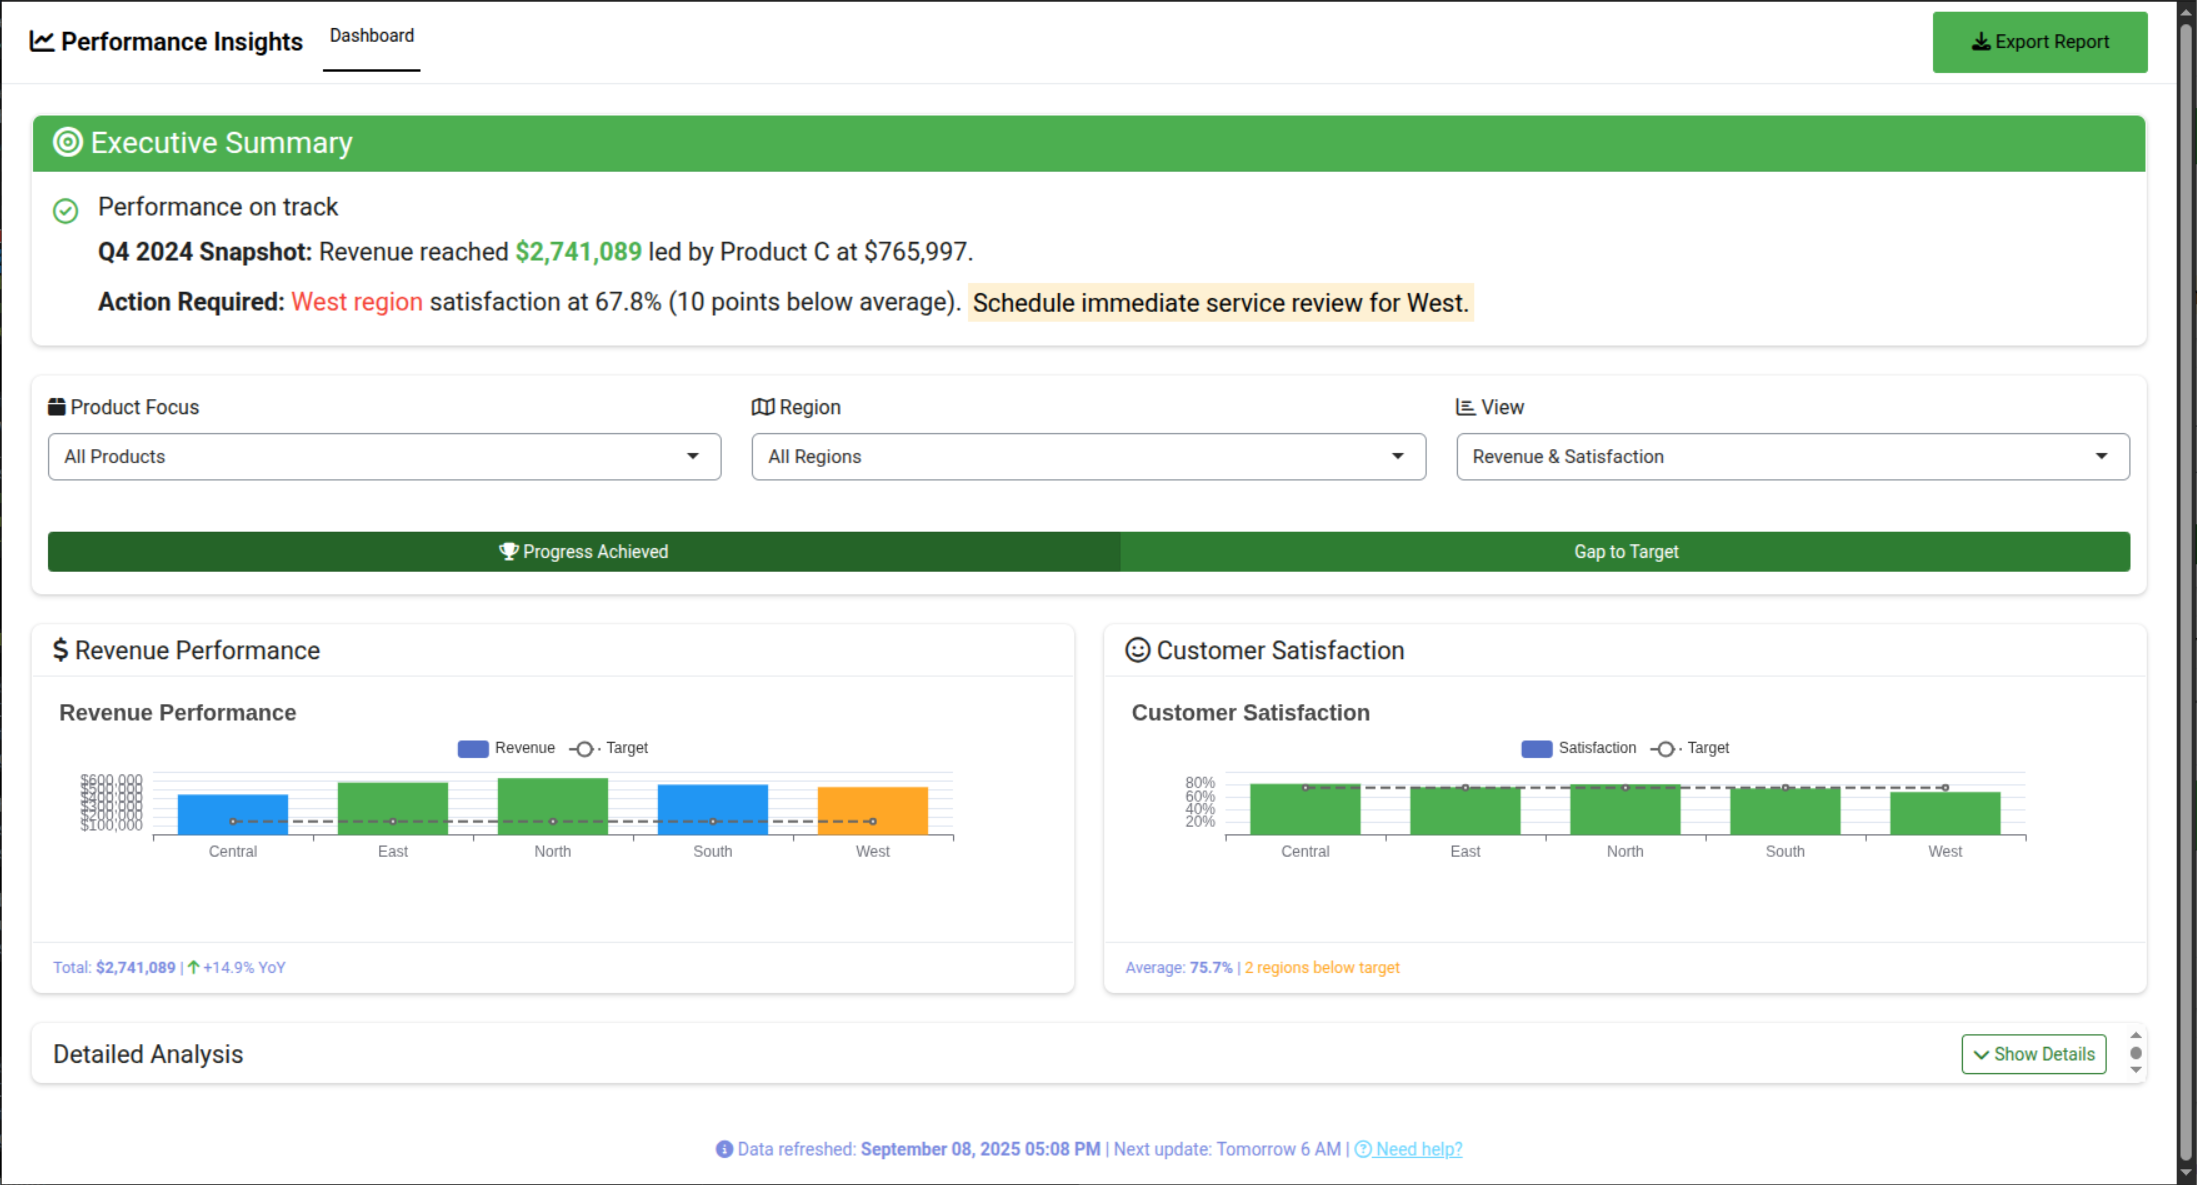 Performance Insights
Dashboard
Export Report
Executive Summary
Performance on track
Q4 2024 Snapshot: Revenue reached $2,741,089 led by Product C at $765,997.
Action Required: West region satisfaction at 67.8% (10 points below average). Schedule immediate service review for West.
Product Focus
Region
View
All Products
All Regions
Revenue & Satisfaction
Progress Achieved
Gap to Target
$ Revenue Performance
Revenue Performance
Revenue
Target
$600,000
$500,000
$400,000
$300,000
$200,000
$100,000
Central
East
North
South
West
Total: $2,741,089 | +14.9% YoY
Customer Satisfaction
Customer Satisfaction
Satisfaction
Target
80%
60%
40%
20%
Central
East
North
South
West
Average: 75.7% | 2 regions below target
Detailed Analysis
Show Details
Data refreshed: September 08, 2025 05:08 PM | Next update: Tomorrow 6 AM | Need help?